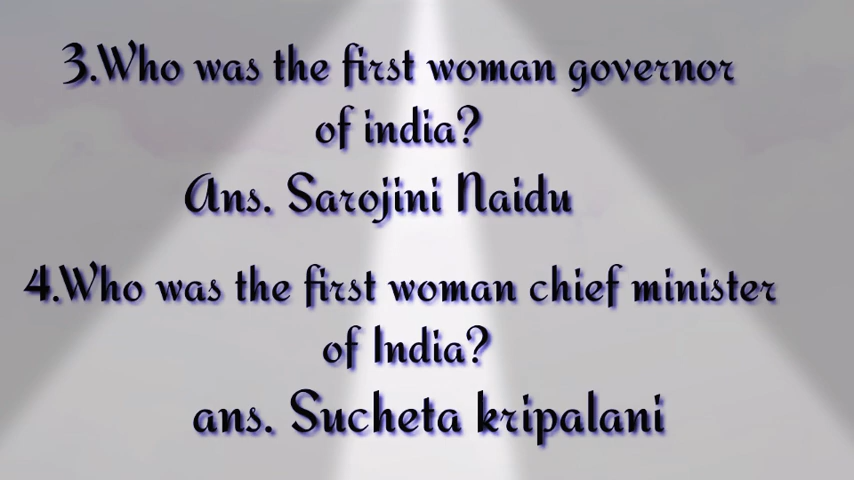 3.Who was the first woman governor
of india?
Ans. Sarojini Naidu
4.Who was the first woman chief minister
of India?
ans. Sucheta kripalani